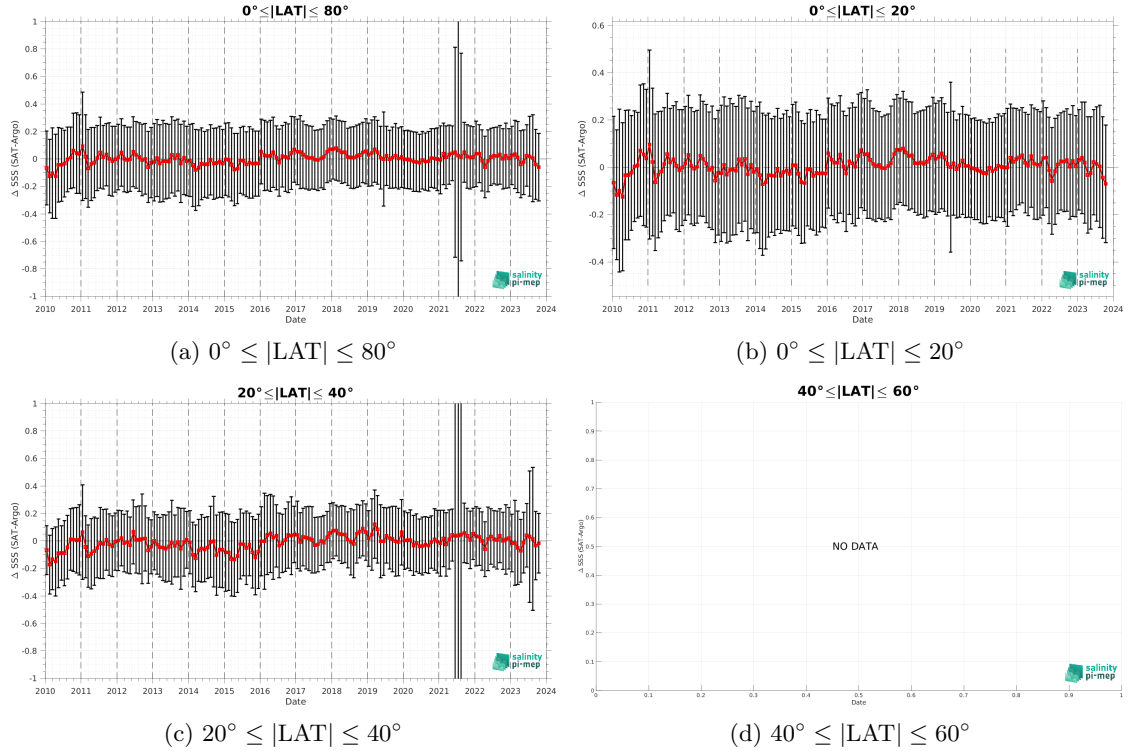 0°≤|LAT|≤ 80°
1
0.8
0.6
0.4
0.2
0
-0.2
-0.4
-0.6
-0.8
-1
Δ SSS (SAT-Argo)
2010 2011 2012 2013 2014 2015 2016 2017 2018 2019 2020 2021 2022 2023 2024
Date
salinity
pi-mep
(a) 0° ≤ |LAT| ≤ 80°
0°≤|LAT|≤ 20°
0.6
0.4
0.2
0
-0.2
-0.4
Δ SSS (SAT-Argo)
2010 2011 2012 2013 2014 2015 2016 2017 2018 2019 2020 2021 2022 2023 2024
Date
salinity
pi-mep
(b) 0° ≤ |LAT| ≤ 20°
20°≤|LAT|≤ 40°
1
0.8
0.6
0.4
0.2
0
-0.2
-0.4
-0.6
-0.8
-1
Δ SSS (SAT-Argo)
2010 2011 2012 2013 2014 2015 2016 2017 2018 2019 2020 2021 2022 2023 2024
Date
salinity
pi-mep
(c) 20° ≤ |LAT| ≤ 40°
40°≤|LAT|≤ 60°
1
0.9
0.8
0.7
0.6
0.5
0.4
0.3
0.2
0.1
0
Δ SSS (SAT-Argo)
NO DATA
0 0.1 0.2 0.3 0.4 0.5 0.6 0.7 0.8 0.9 1
Date
salinity
pi-mep
(d) 40° ≤ |LAT| ≤ 60°